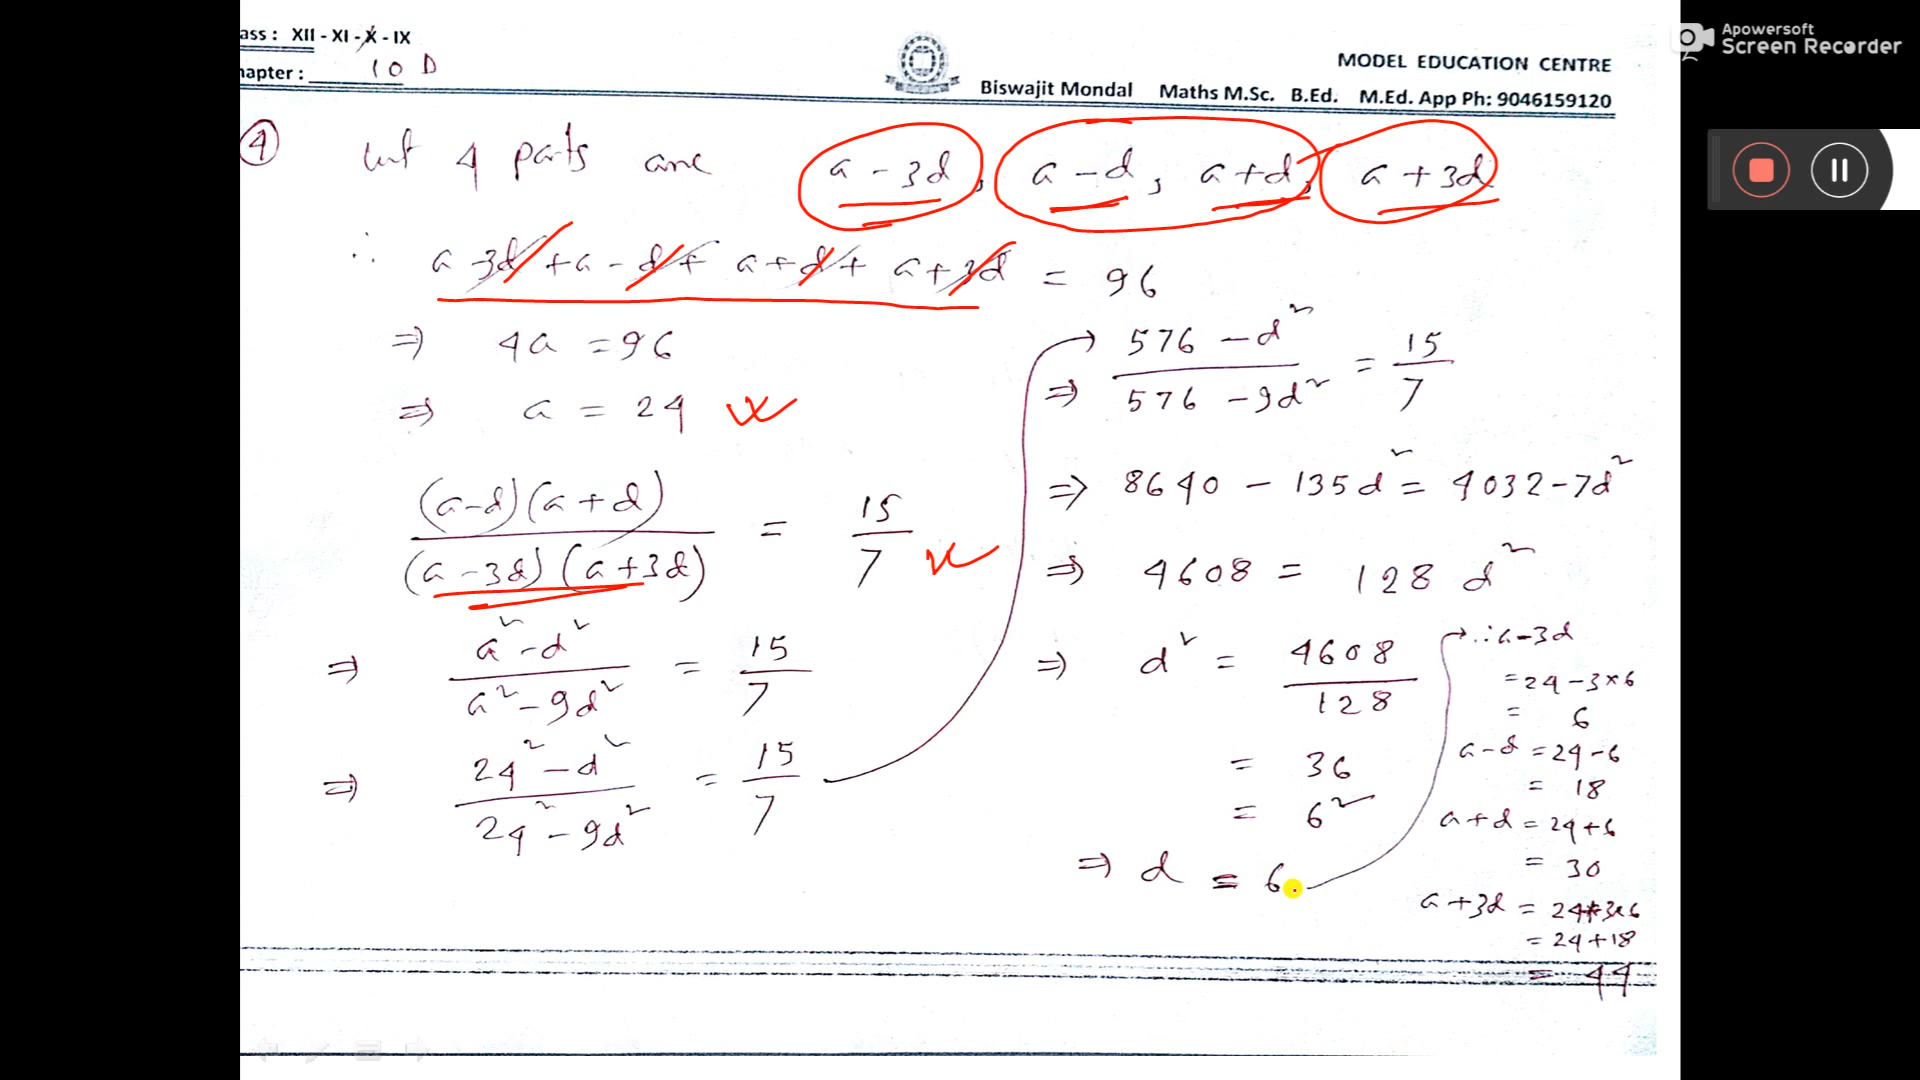 ass : XII - XI - X - IX
hapter : 10 D
MODEL EDUCATION CENTRE
Biswajit Mondal Maths M.Sc. B.Ed. M.Ed. App Ph: 9046159120
Apowersoft
Screen Recorder
④ Let 4 parts are a - 3d, a - d, a + d, a + 3d
∴ a - 3d + a - d + a + d + a + 3d = 96
⇒ 4a = 96
⇒ a = 24
(a-d)(a+d) / (a-3d)(a+3d) = 15/7
⇒ a² - d² / a² - 9d² = 15/7
⇒ 24² - d² / 24² - 9d² = 15/7
⇒ 576 - d² / 576 - 9d² = 15/7
⇒ 8640 - 135d² = 4032 - 7d²
⇒ 4608 = 128 d²
⇒ d² = 4608/128
= 36
= 6²
⇒ d = 6.
∴ a - 3d
= 24 - 3×6
= 6
a - d = 24 - 6
= 18
a + d = 24 + 6
= 30
a + 3d = 24 + 3×6
= 24 + 18
= 44